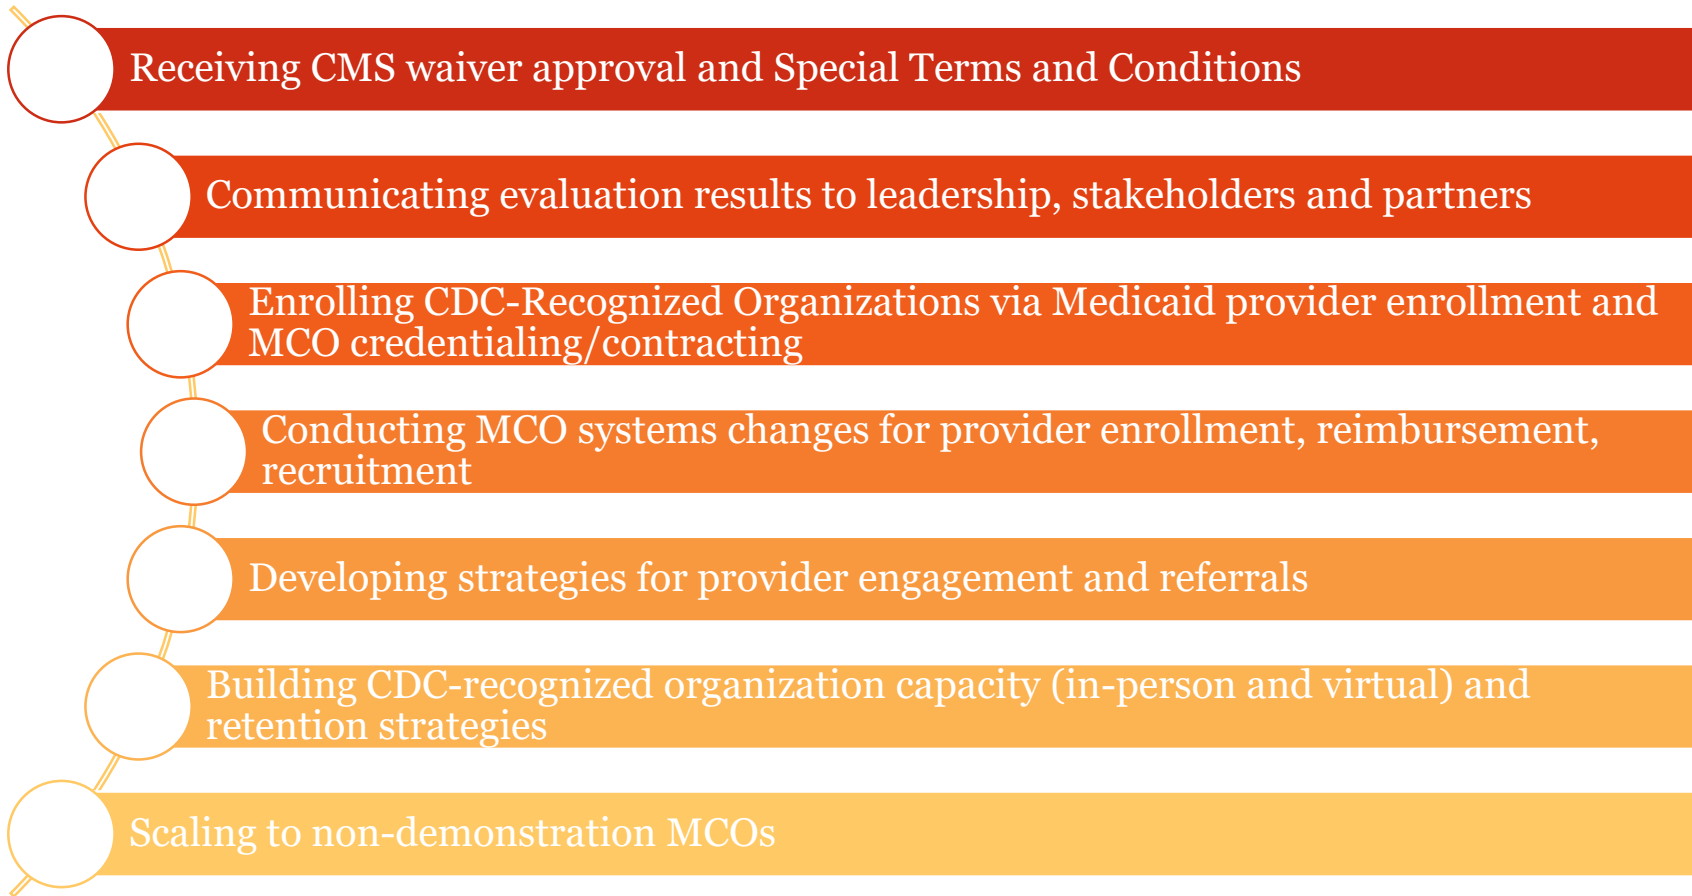 Receiving CMS waiver approval and Special Terms and Conditions
Communicating evaluation results to leadership, stakeholders and partners
Enrolling CDC-Recognized Organizations via Medicaid provider enrollment and
MCO credentialing/contracting
Conducting MCO systems changes for provider enrollment, reimbursement,
recruitment
Developing strategies for provider engagement and referrals
Building CDC-recognized organization capacity (in-person and virtual) and
retention strategies
Scaling to non-demonstration MCOs